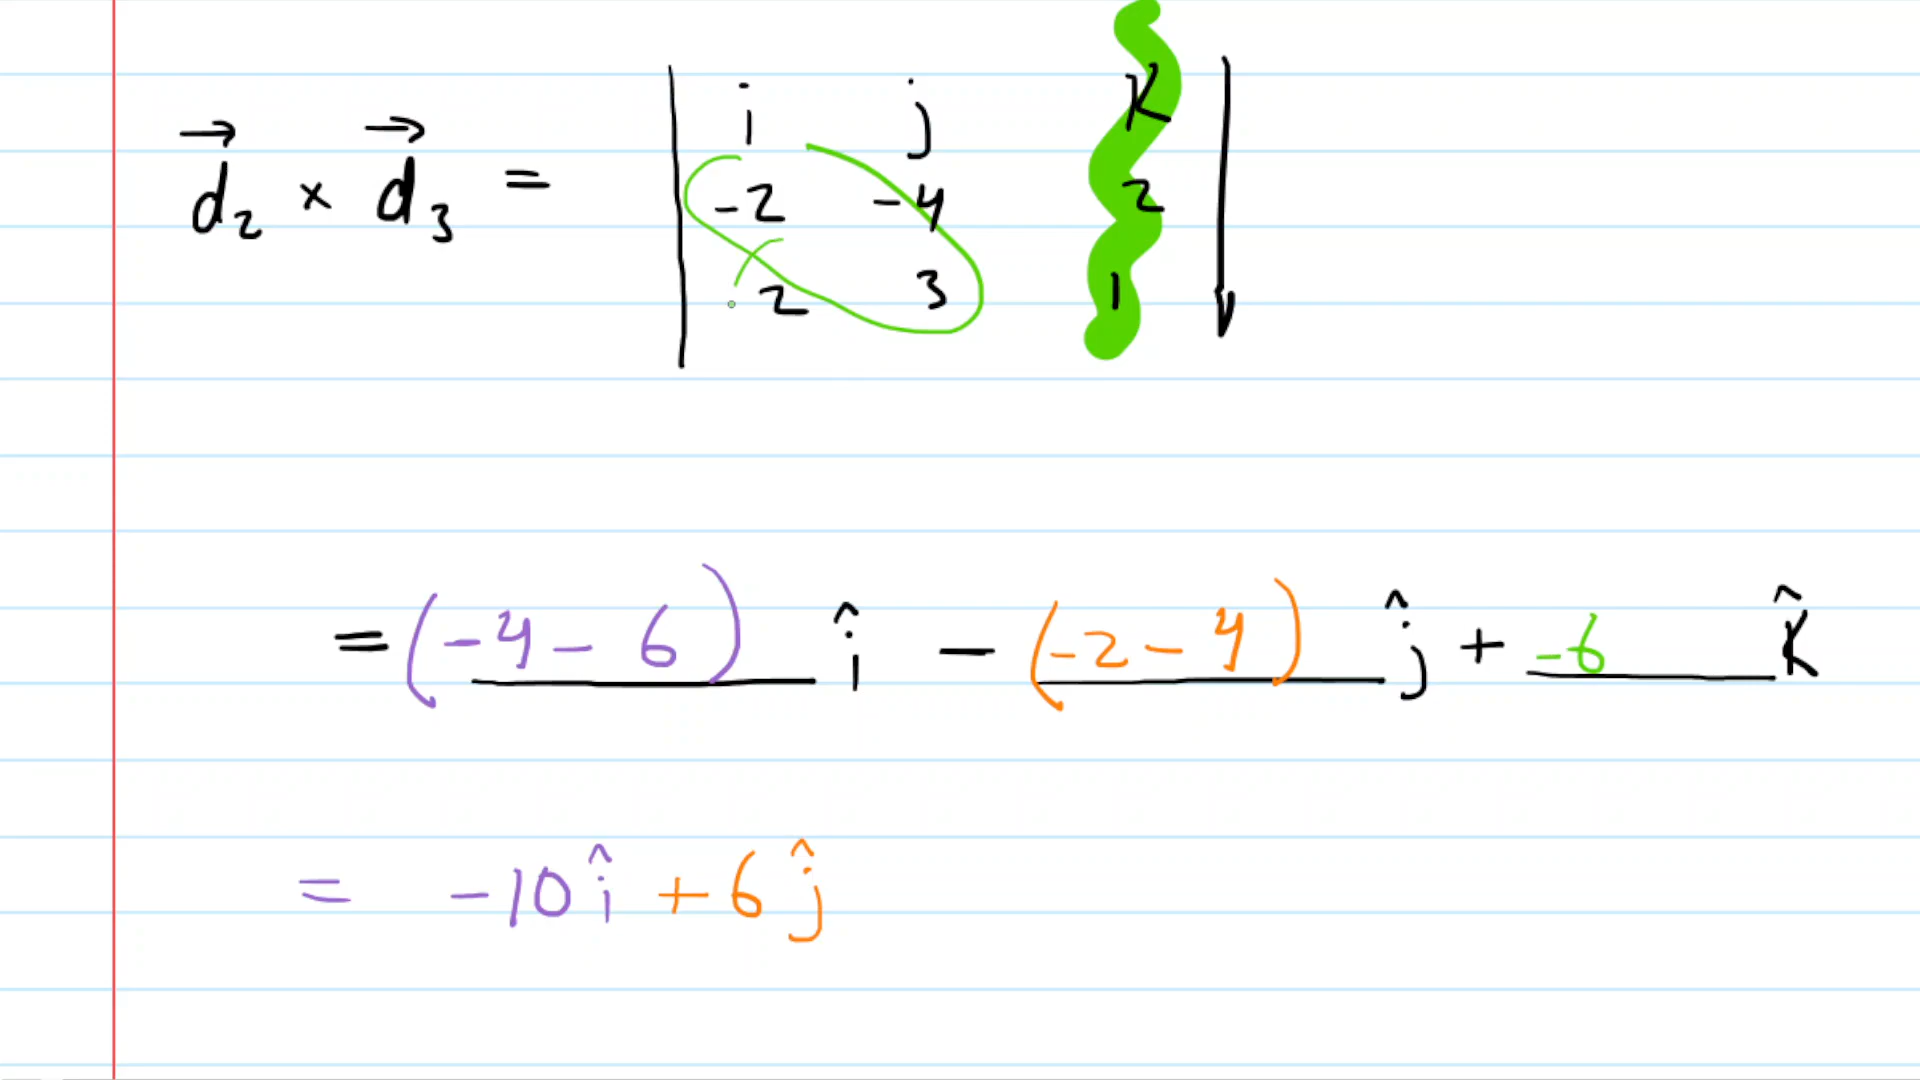 i j K
d₂ × d₃ = -2 -4 2
2 3 1
= (-4 - 6) î - (-2 - 4) ĵ + -6 K̂
= -10 î + 6 ĵ